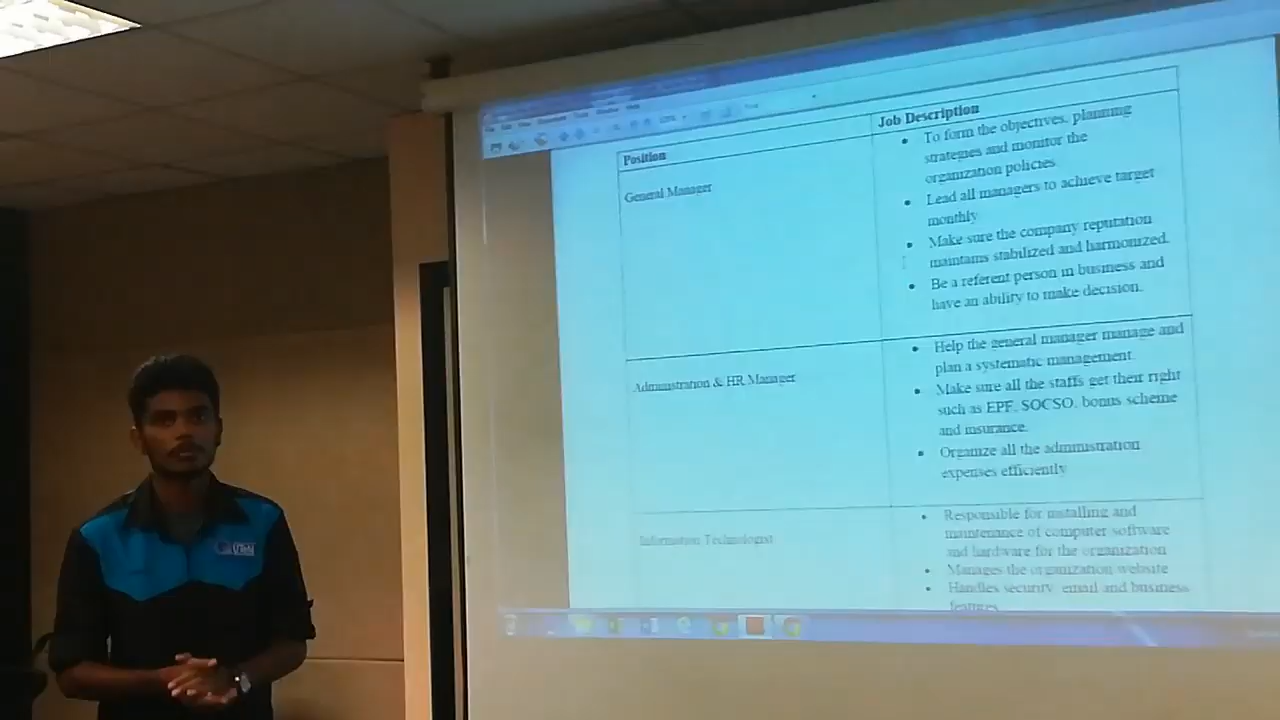 Position
Job Description
General Manager
To form the objectives, planning
strategies and monitor the
organization policies
Lead all managers to achieve target
monthly
Make sure the company reputation
maintains stabilized and harmonized.
Be a referent person in business and
have an ability to make decision.
Administration & HR Manager
Help the general manager manage and
plan a systematic management.
Make sure all the staffs get their right
such as EPF, SOCSO, bonus scheme
and insurance.
Organize all the administration
expenses efficiently
Information Technologist
Responsible for installing and
maintenance of computer software
and hardware for the organization
Manages the organization website
Handles security, email and business
features